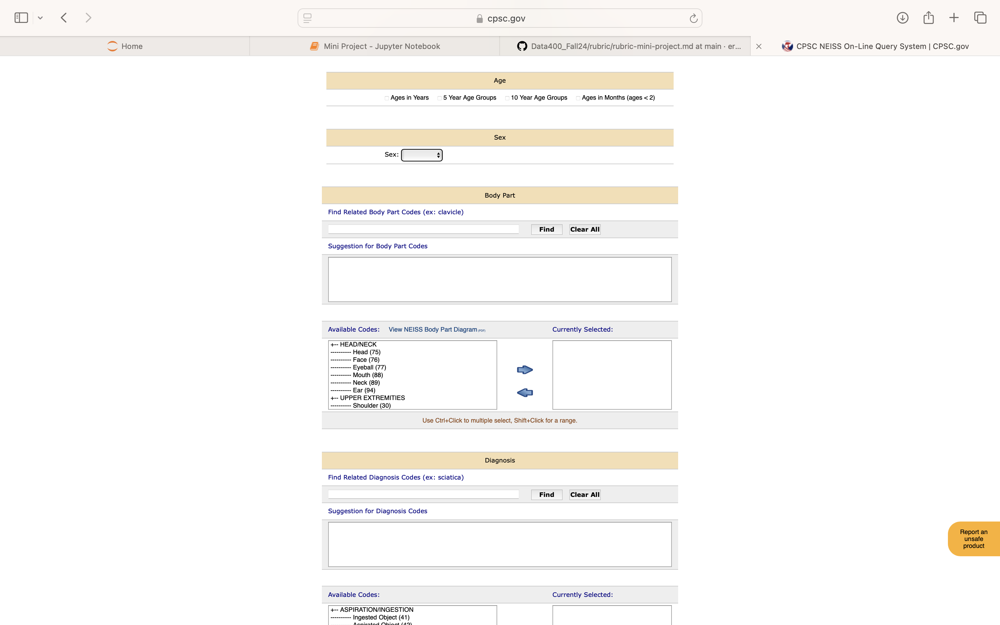 cpsc.gov
Home
Mini Project - Jupyter Notebook
Data400_Fall24/rubric/rubric-mini-project.md at main · er...
CPSC NEISS On-Line Query System | CPSC.gov
Age
Ages in Years 5 Year Age Groups 10 Year Age Groups Ages in Months (ages < 2)
Sex
Sex:
Body Part
Find Related Body Part Codes (ex: clavicle)
Find Clear All
Suggestion for Body Part Codes
Available Codes: View NEISS Body Part Diagram (PDF) Currently Selected:
+-- HEAD/NECK
---------- Head (75)
---------- Face (76)
---------- Eyeball (77)
---------- Mouth (88)
---------- Neck (89)
---------- Ear (94)
+-- UPPER EXTREMITIES
---------- Shoulder (30)
Use Ctrl+Click to multiple select, Shift+Click for a range.
Diagnosis
Find Related Diagnosis Codes (ex: sciatica)
Find Clear All
Suggestion for Diagnosis Codes
Report an
unsafe
product
Available Codes: Currently Selected:
+-- ASPIRATION/INGESTION
---------- Ingested Object (41)
---------- Aspirated Object (42)